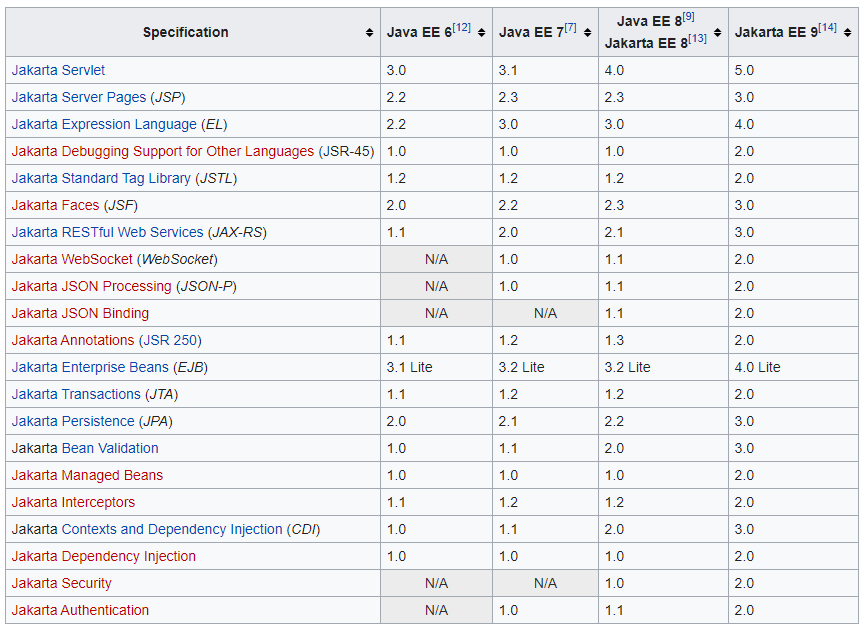 Specification Java EE 6[12] Java EE 7[7] Java EE 8[9] Jakarta EE 9[14]
Jakarta EE 8[13]
Jakarta Servlet 3.0 3.1 4.0 5.0
Jakarta Server Pages (JSP) 2.2 2.3 2.3 3.0
Jakarta Expression Language (EL) 2.2 3.0 3.0 4.0
Jakarta Debugging Support for Other Languages (JSR-45) 1.0 1.0 1.0 2.0
Jakarta Standard Tag Library (JSTL) 1.2 1.2 1.2 2.0
Jakarta Faces (JSF) 2.0 2.2 2.3 3.0
Jakarta RESTful Web Services (JAX-RS) 1.1 2.0 2.1 3.0
Jakarta WebSocket (WebSocket) N/A 1.0 1.1 2.0
Jakarta JSON Processing (JSON-P) N/A 1.0 1.1 2.0
Jakarta JSON Binding N/A N/A 1.1 2.0
Jakarta Annotations (JSR 250) 1.1 1.2 1.3 2.0
Jakarta Enterprise Beans (EJB) 3.1 Lite 3.2 Lite 3.2 Lite 4.0 Lite
Jakarta Transactions (JTA) 1.1 1.2 1.2 2.0
Jakarta Persistence (JPA) 2.0 2.1 2.2 3.0
Jakarta Bean Validation 1.0 1.1 2.0 3.0
Jakarta Managed Beans 1.0 1.0 1.0 2.0
Jakarta Interceptors 1.1 1.2 1.2 2.0
Jakarta Contexts and Dependency Injection (CDI) 1.0 1.1 2.0 3.0
Jakarta Dependency Injection 1.0 1.0 1.0 2.0
Jakarta Security N/A N/A 1.0 2.0
Jakarta Authentication N/A 1.0 1.1 2.0